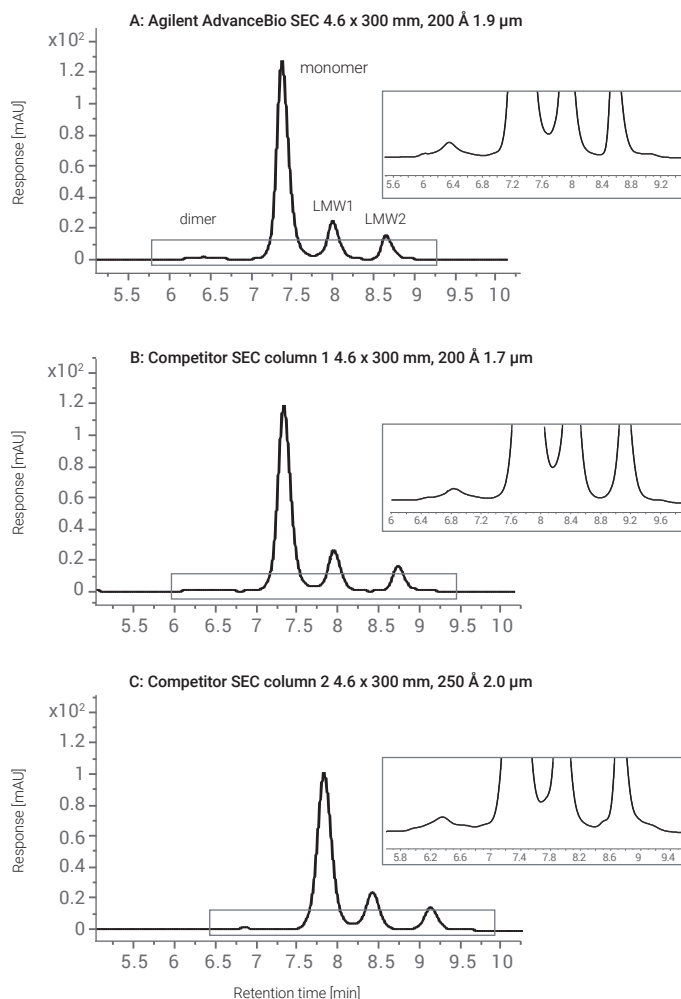 A: Agilent AdvanceBio SEC 4.6 x 300 mm, 200 Å 1.9 µm
x10²
1.2
1
0.8
0.6
0.4
0.2
0
Response [mAU]
monomer
dimer
LMW1
LMW2
5.5 6 6.5 7 7.5 8 8.5 9 9.5 10
5.6 6 6.4 6.8 7.2 7.6 8 8.4 8.8 9.2
B: Competitor SEC column 1 4.6 x 300 mm, 200 Å 1.7 µm
x10²
1.2
1
0.8
0.6
0.4
0.2
0
Response [mAU]
5.5 6 6.5 7 7.5 8 8.5 9 9.5 10
6 6.4 6.8 7.2 7.6 8 8.4 8.8 9.2 9.6
C: Competitor SEC column 2 4.6 x 300 mm, 250 Å 2.0 µm
x10²
1.2
1
0.8
0.6
0.4
0.2
0
Response [mAU]
5.5 6 6.5 7 7.5 8 8.5 9 9.5 10
5.8 6.2 6.6 7 7.4 7.8 8.2 8.6 9 9.4
Retention time [min]